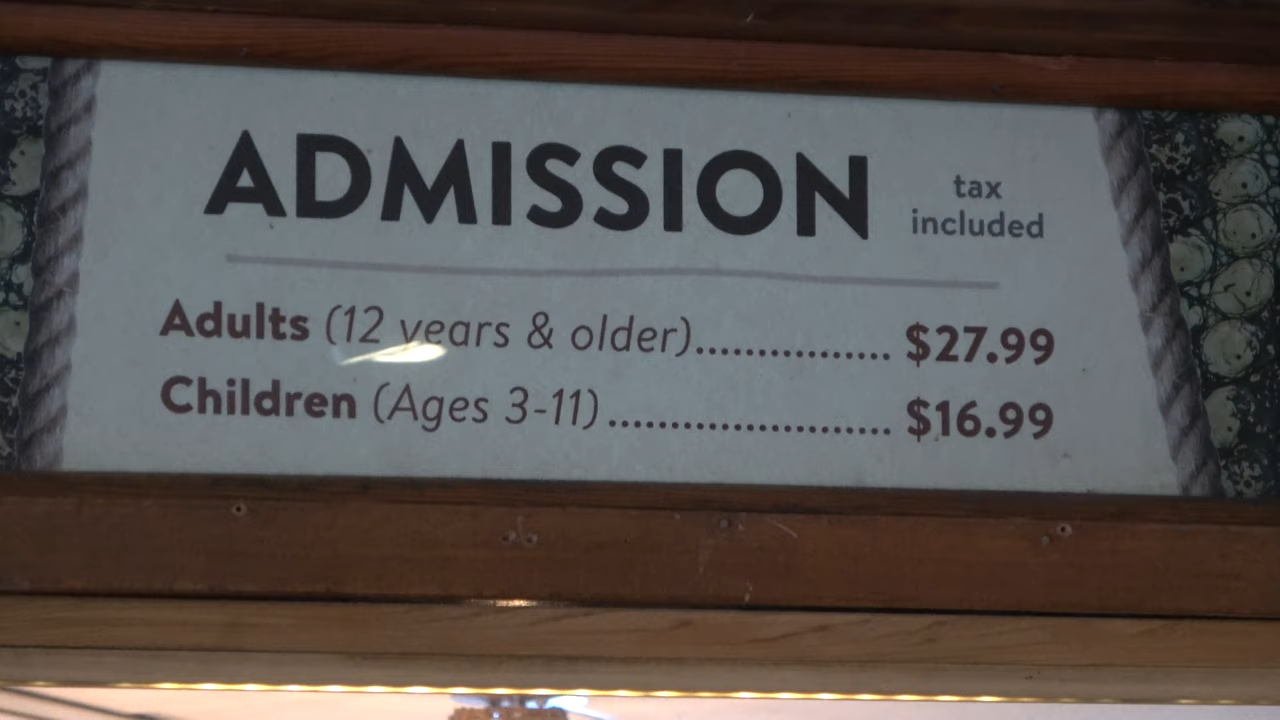 ADMISSION
tax
included
Adults (12 years & older)................ $27.99
Children (Ages 3-11)....................... $16.99